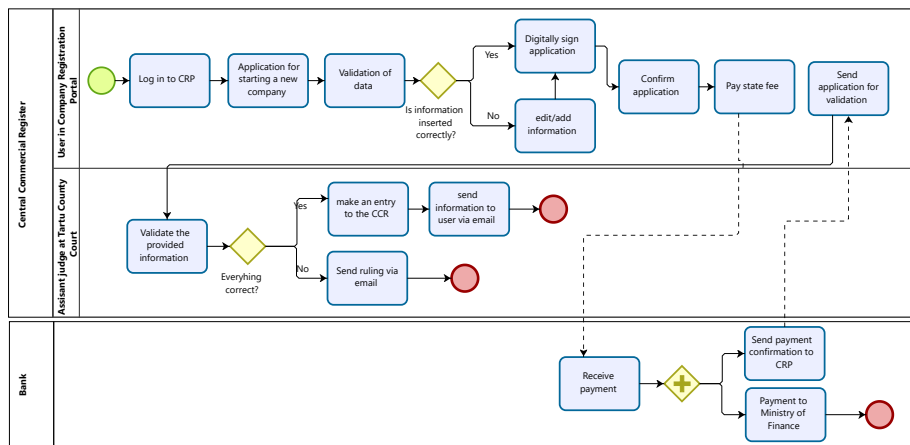 Central Commercial Register
User in Company Registration
Portal
Log in to CRP
Application for
starting a new
company
Validation of
data
Is information
inserted
correctly?
Yes
No
Digitally sign
application
edit/add
information
Confirm
application
Pay state fee
Send
application for
validation
Assisant judge at Tartu County
Court
Validate the
provided
information
Everyhing
correct?
Yes
No
make an entry
to the CCR
send
information to
user via email
Send ruling via
email
Bank
Receive
payment
Send payment
confirmation to
CRP
Payment to
Ministry of
Finance